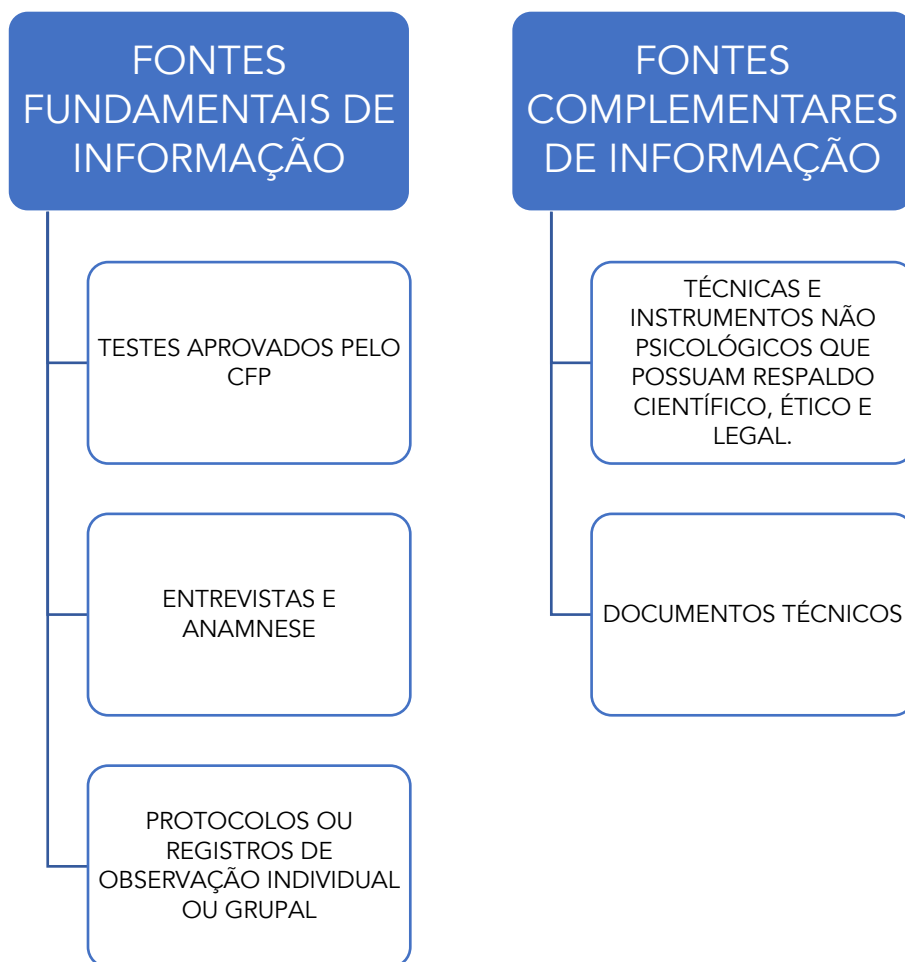 FONTES
FUNDAMENTAIS DE
INFORMAÇÃO
TESTES APROVADOS PELO
CFP
ENTREVISTAS E
ANAMNESE
PROTOCOLOS OU
REGISTROS DE
OBSERVAÇÃO INDIVIDUAL
OU GRUPAL
FONTES
COMPLEMENTARES
DE INFORMAÇÃO
TÉCNICAS E
INSTRUMENTOS NÃO
PSICOLÓGICOS QUE
POSSUAM RESPALDO
CIENTÍFICO, ÉTICO E
LEGAL.
DOCUMENTOS TÉCNICOS